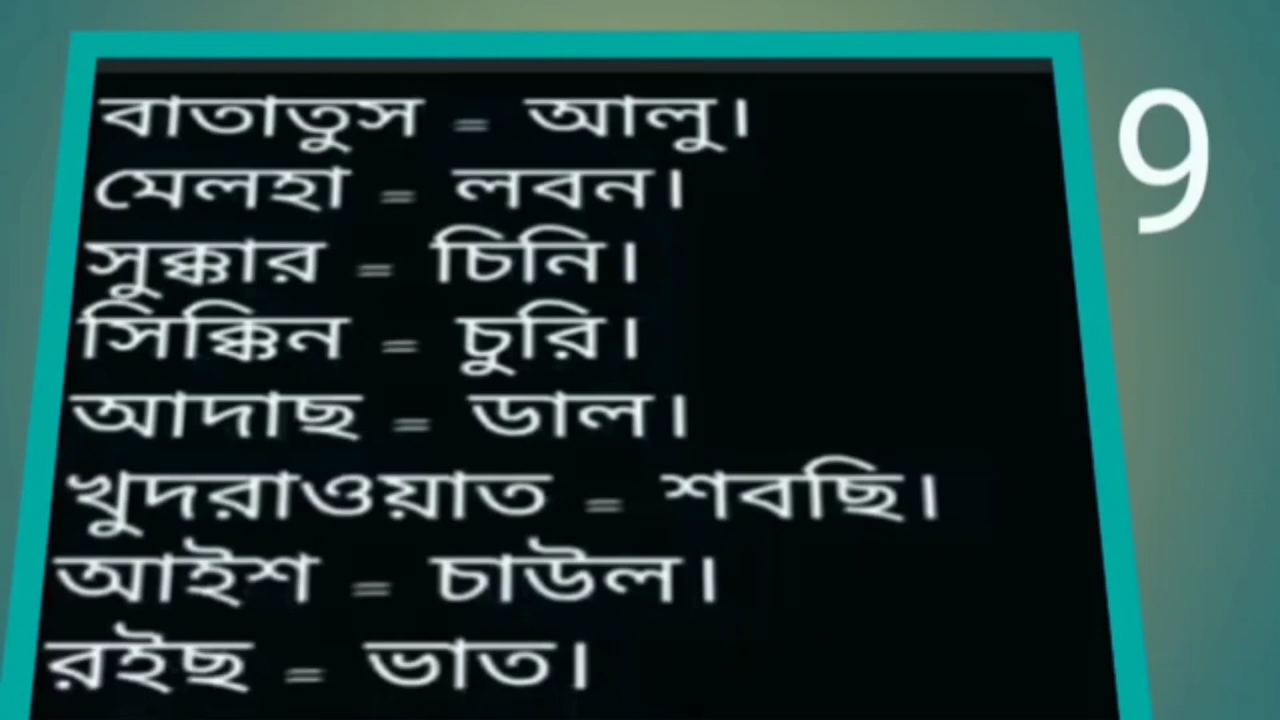 বাতাতুস = আলু।
মেলহা = লবন।
সুক্কার = চিনি।
সিক্কিন = চুরি।
আদাছ = ডাল।
খুদরাওয়াত = শবছি।
আইশ = চাউল।
রইছ = ভাত।
9